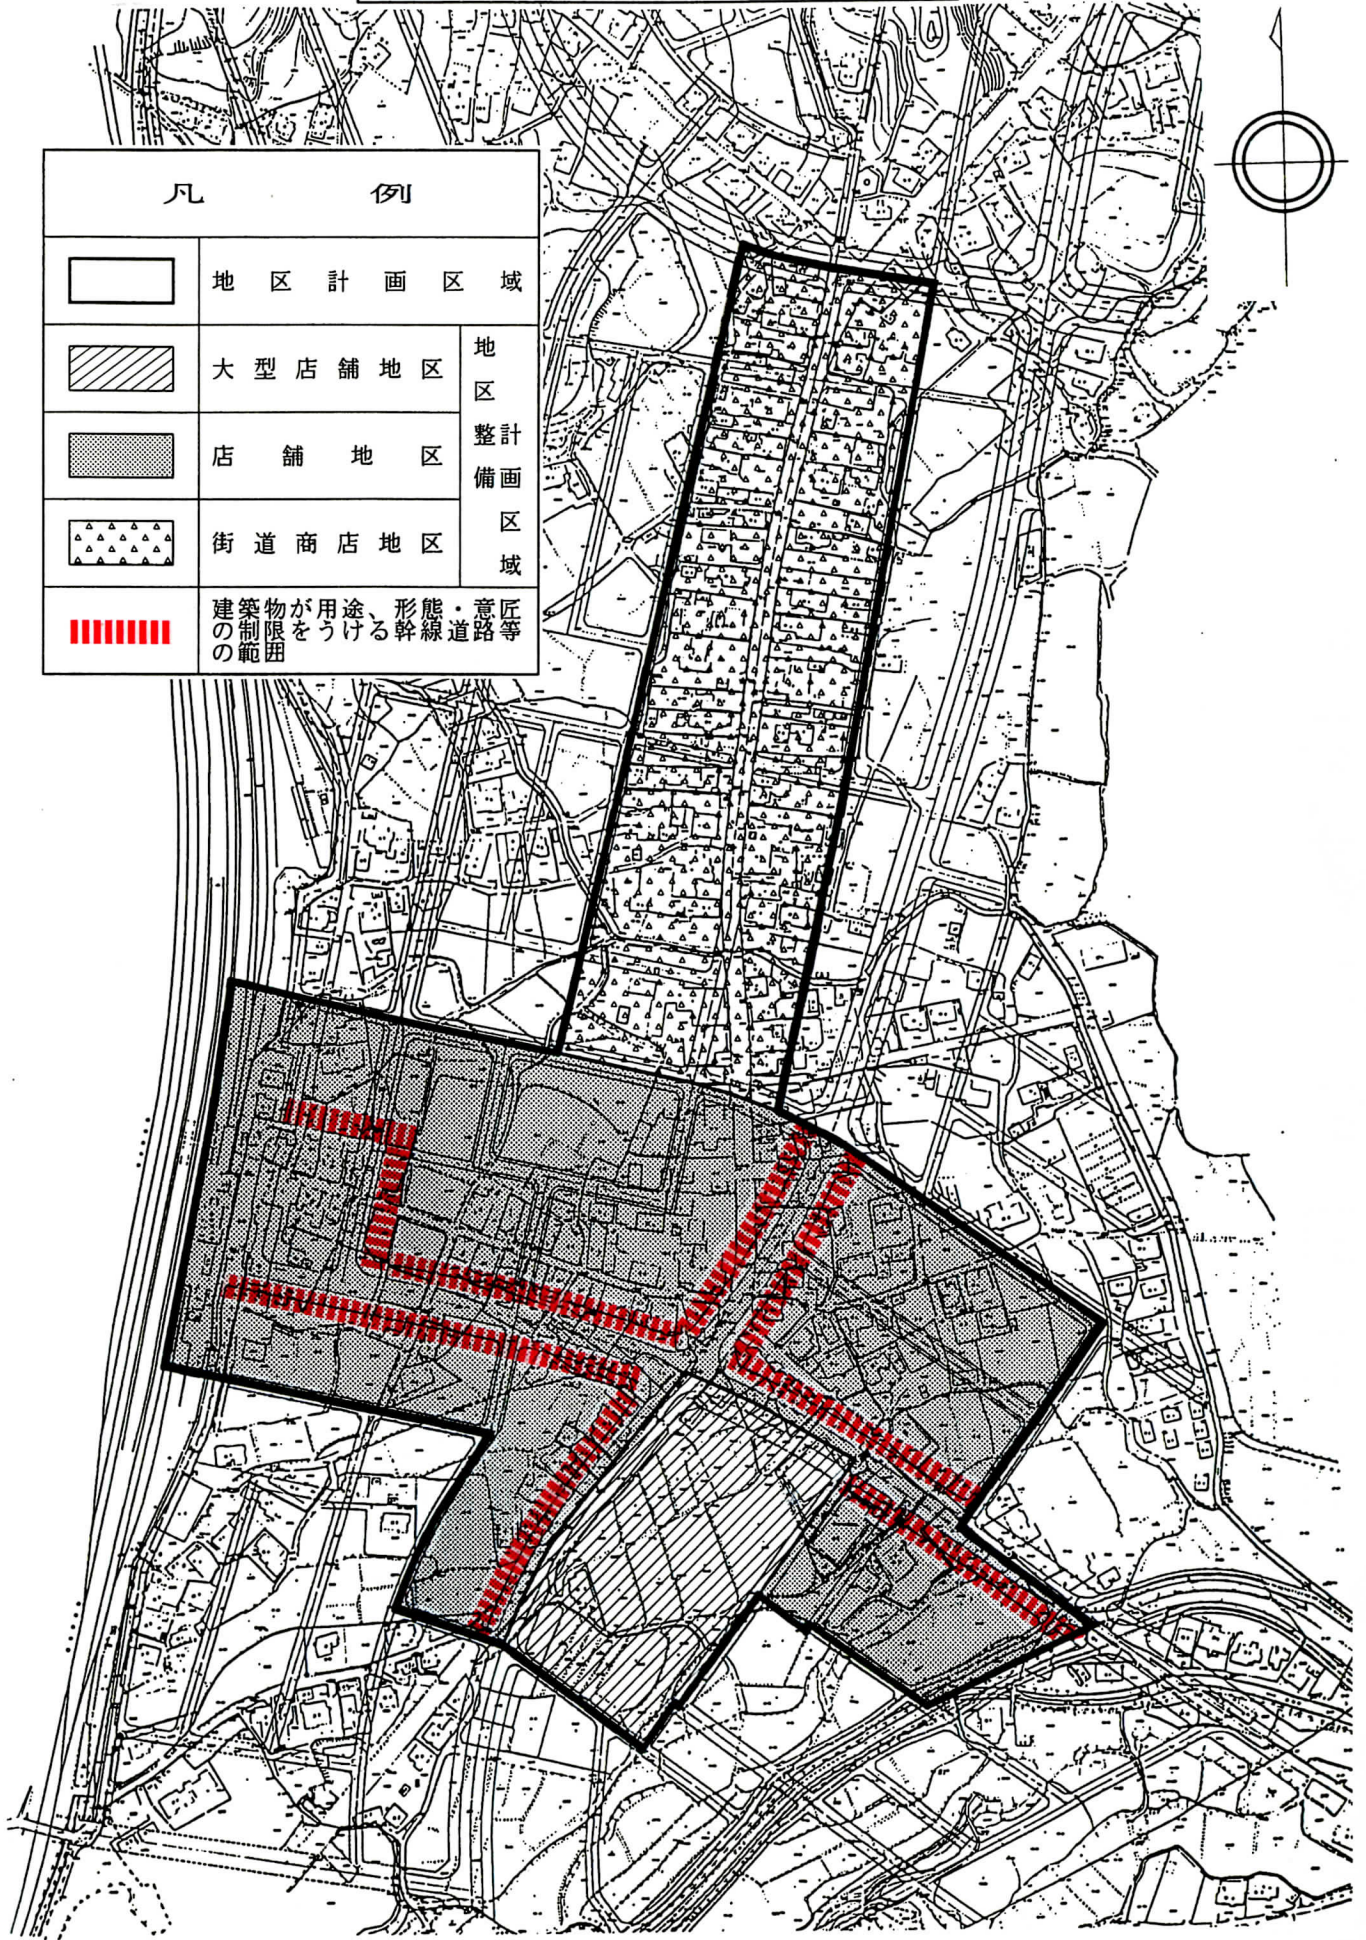 凡例
地区計画区域
大型店舗地区
店舗地区
街道商店地区
地区整備
計画区域
建築物が用途、形態・意匠
の制限をうける幹線道路等
の範囲